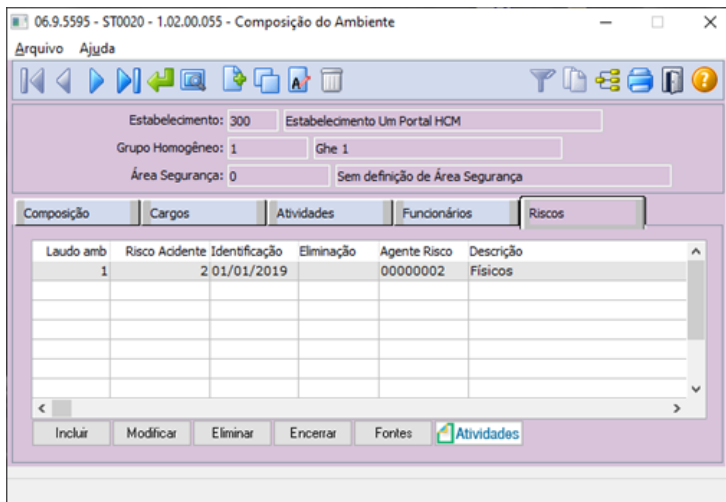 06.9.5595 - ST0020 - 1.02.00.055 - Composição do Ambiente
Arquivo Ajuda
Estabelecimento: 300 Estabelecimento Um Portal HCM
Grupo Homogêneo: 1 Ghe 1
Área Segurança: 0 Sem definição de Área Segurança
Composição Cargos Atividades Funcionários Riscos
Laudo amb Risco Acidente Identificação Eliminação Agente Risco Descrição
1 2 01/01/2019 00000002 Físicos
Incluir Modificar Eliminar Encerrar Fontes Atividades